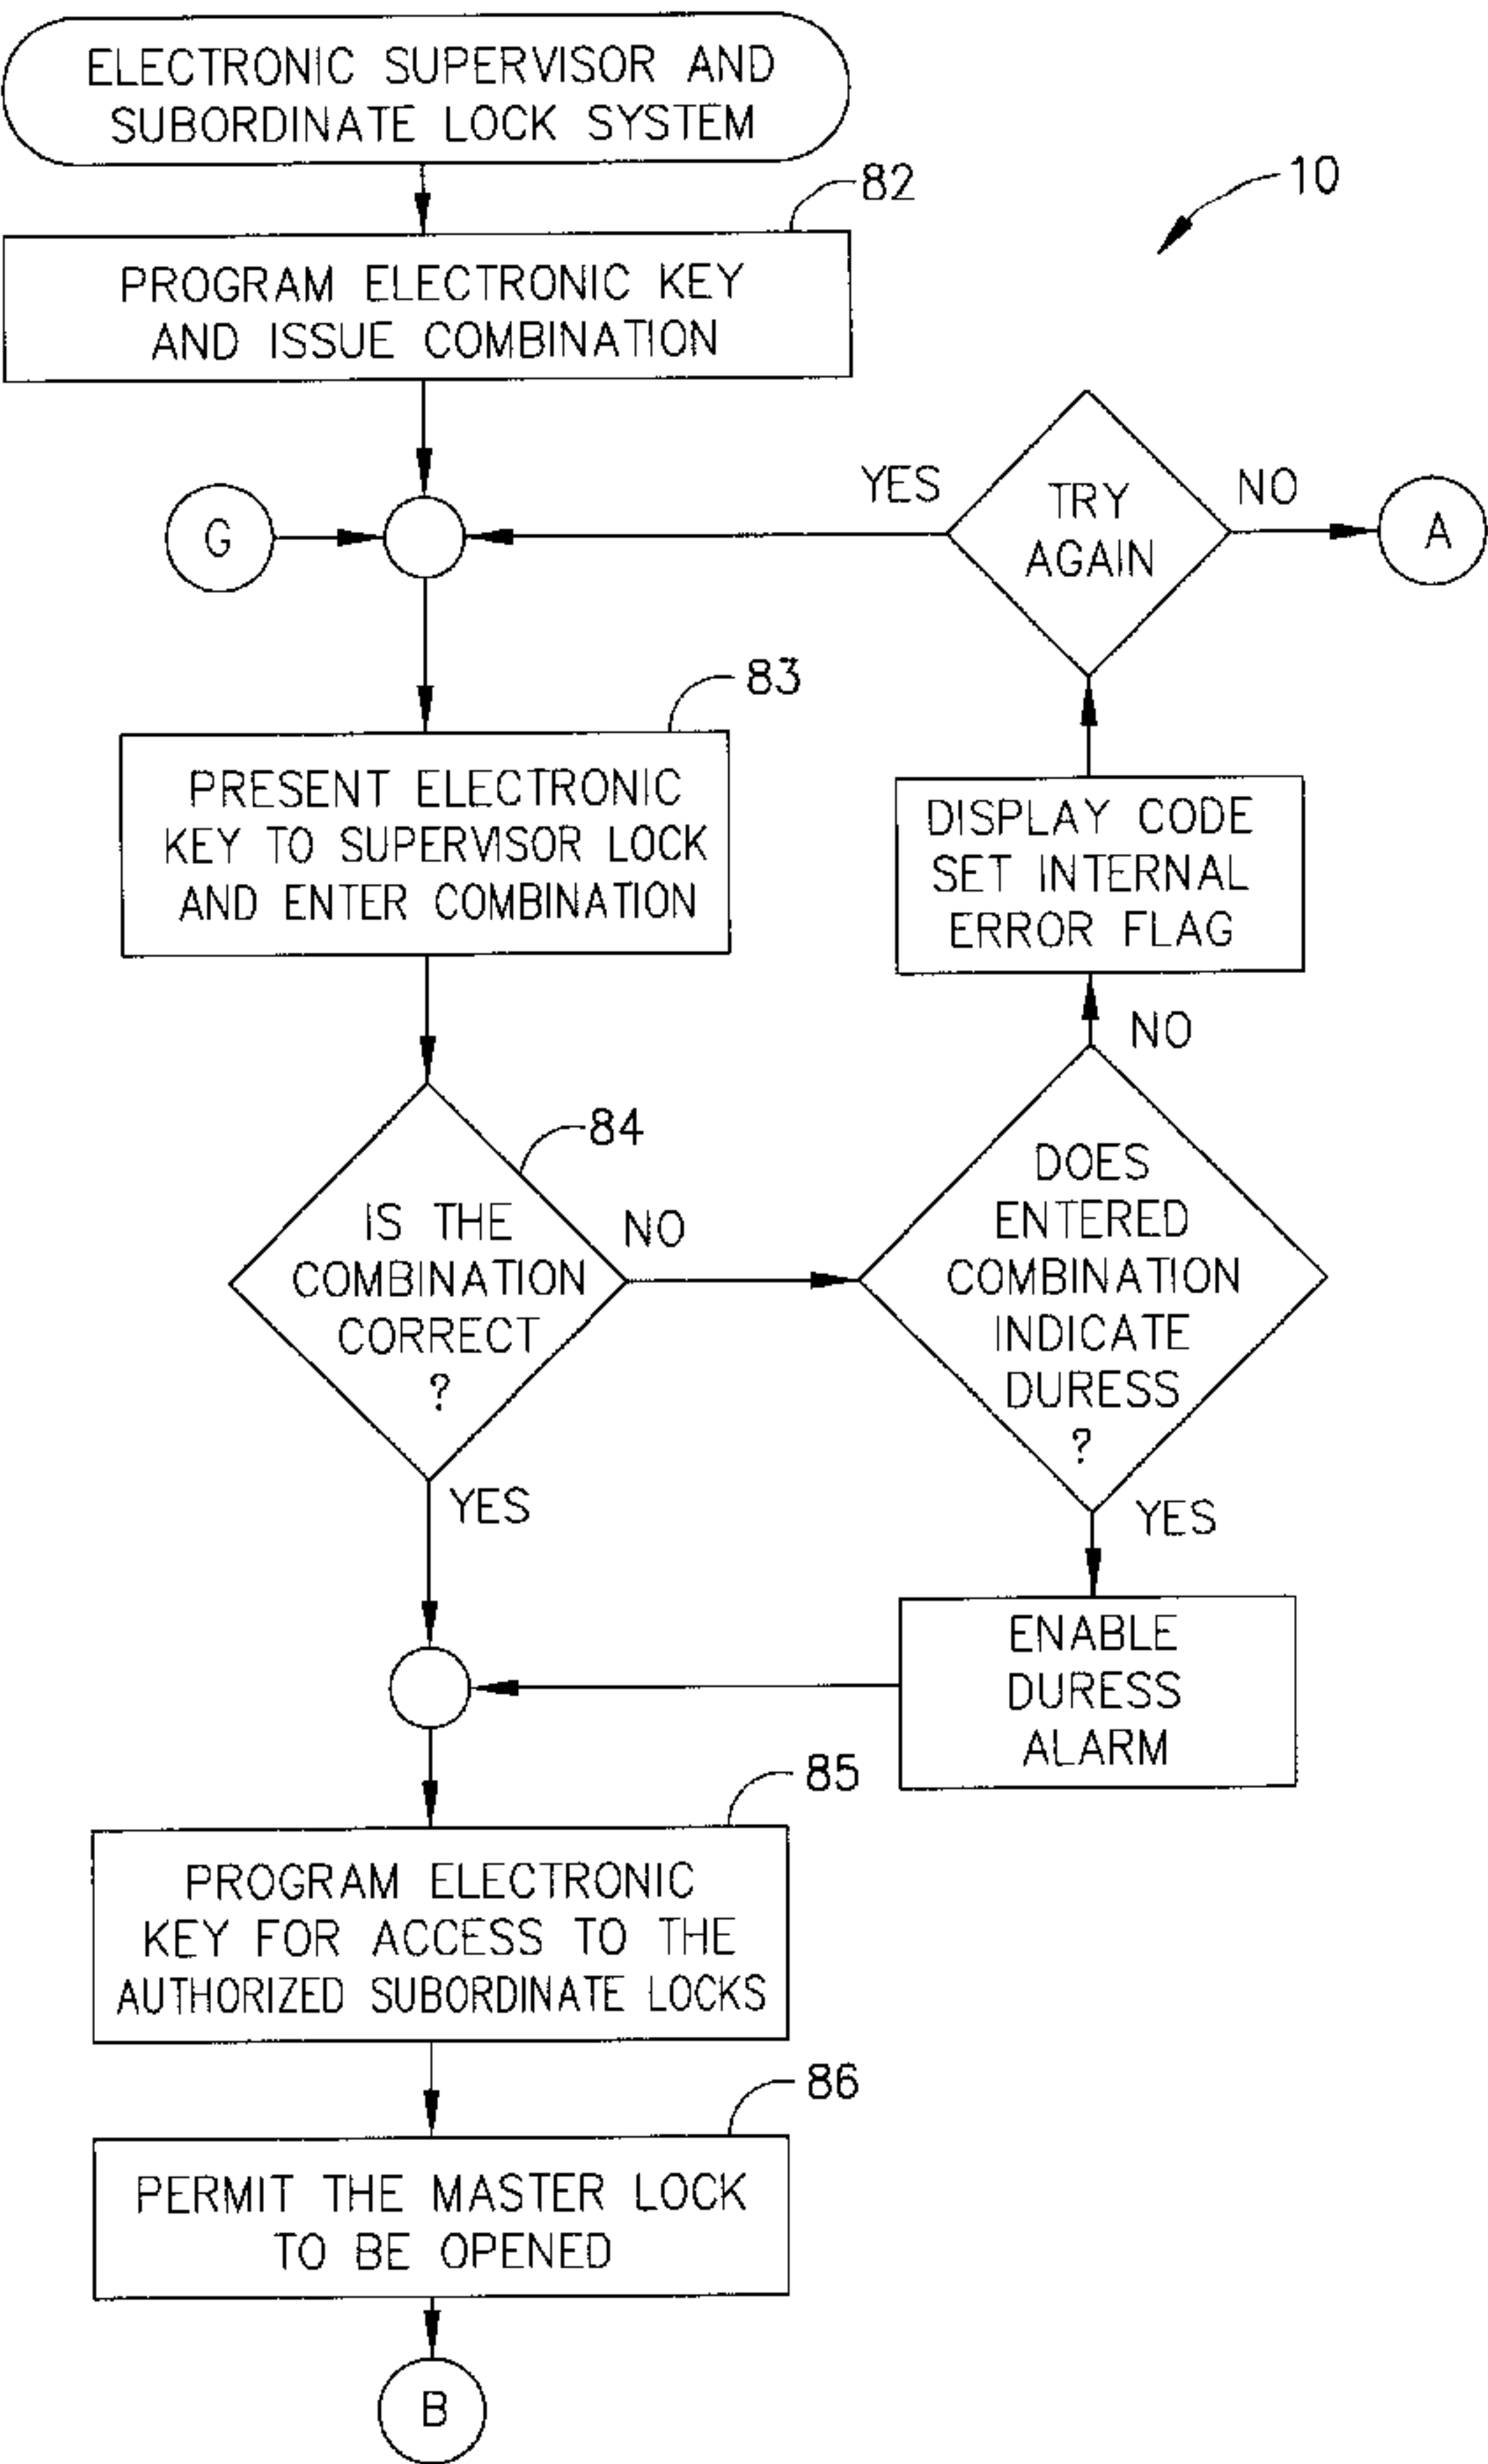 ELECTRONIC SUPERVISOR AND
SUBORDINATE LOCK SYSTEM
82
10
PROGRAM ELECTRONIC KEY
AND ISSUE COMBINATION
YES
TRY
AGAIN
NO
G
A
83
PRESENT ELECTRONIC
KEY TO SUPERVISOR LOCK
AND ENTER COMBINATION
DISPLAY CODE
SET INTERNAL
ERROR FLAG
NO
84
IS THE
COMBINATION
CORRECT
?
NO
DOES
ENTERED
COMBINATION
INDICATE
DURESS
?
YES
YES
ENABLE
DURESS
ALARM
85
PROGRAM ELECTRONIC
KEY FOR ACCESS TO THE
AUTHORIZED SUBORDINATE LOCKS
86
PERMIT THE MASTER LOCK
TO BE OPENED
B